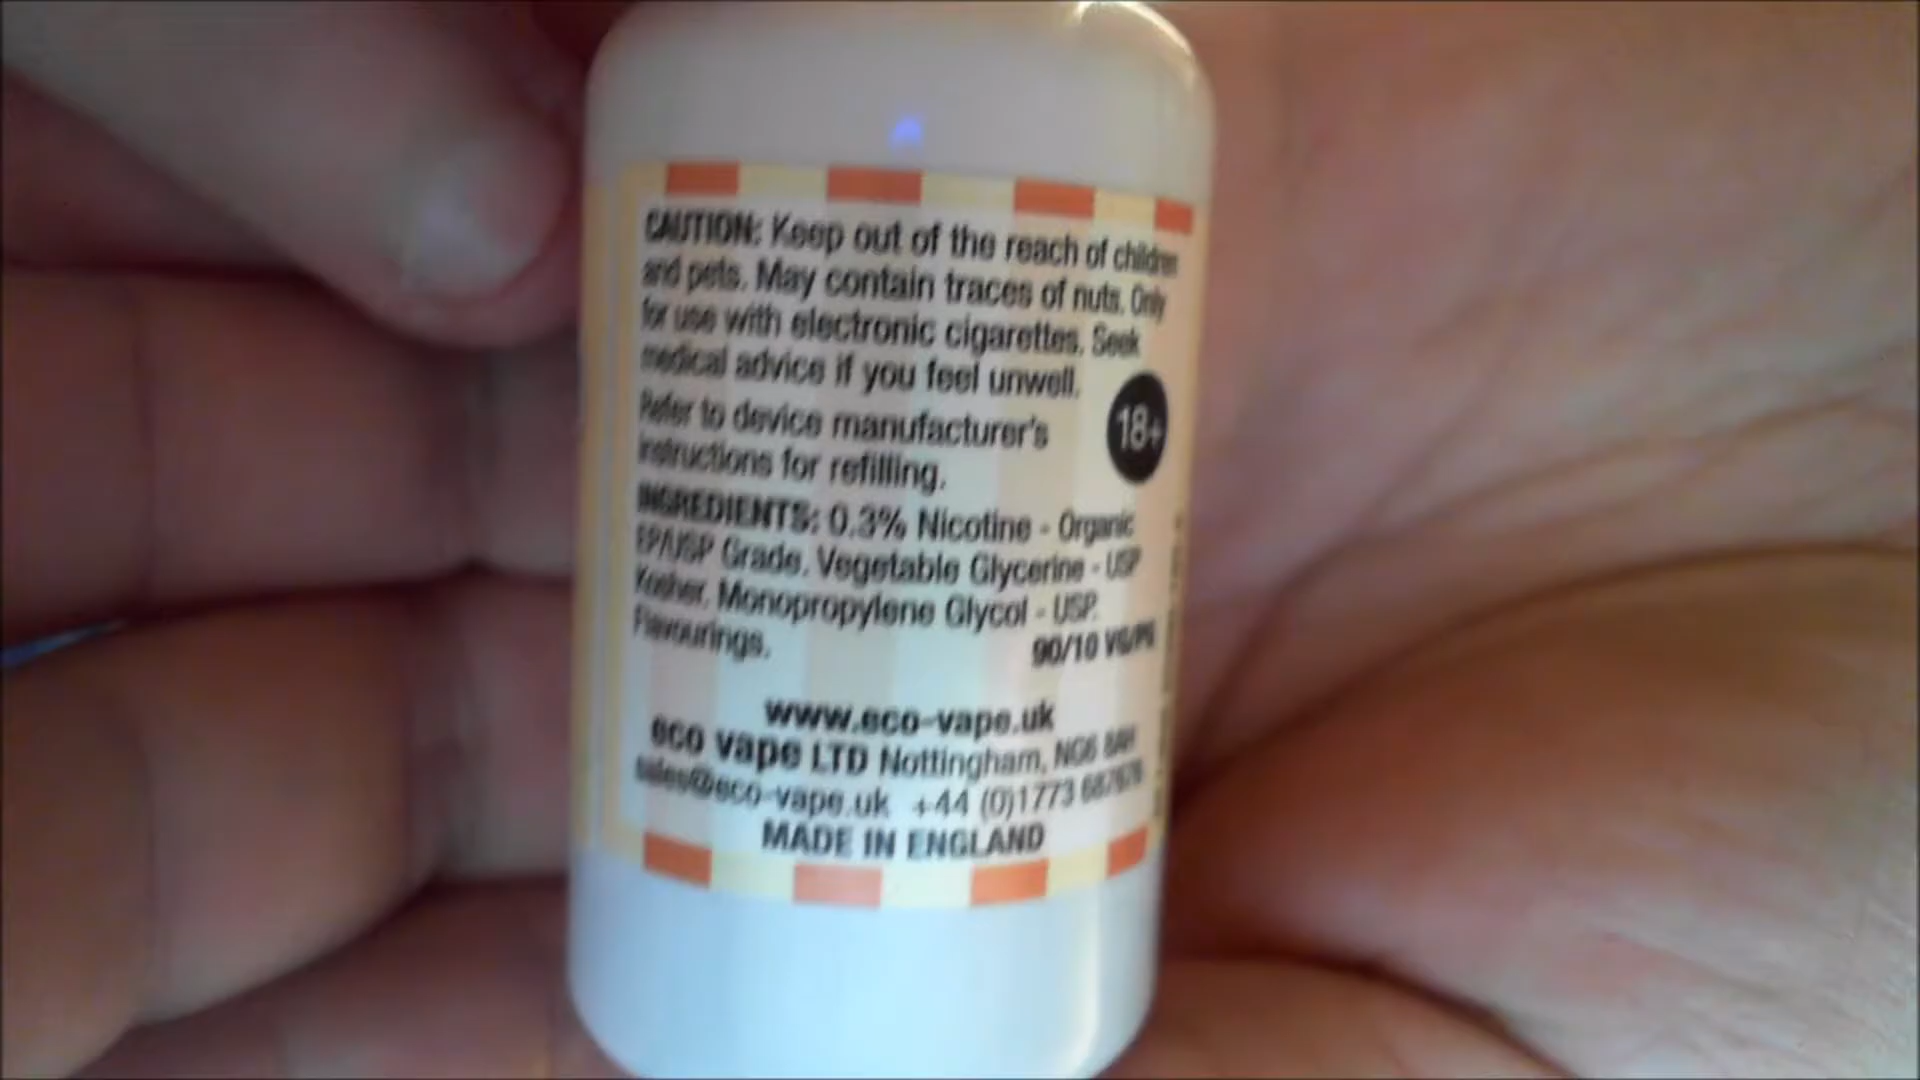 CAUTION: Keep out of the reach of children
and pets. May contain traces of nuts. Only
for use with electronic cigarettes. Seek
medical advice if you feel unwell.
Refer to device manufacturer's
instructions for refilling.
18+
INGREDIENTS: 0.3% Nicotine - Organic
EP/USP Grade. Vegetable Glycerine - USP
Kosher. Monopropylene Glycol - USP.
Flavourings.
90/10 VG/PG
www.eco-vape.uk
eco vape LTD Nottingham, NG6
sales@eco-vape.uk +44 (0)1773
MADE IN ENGLAND